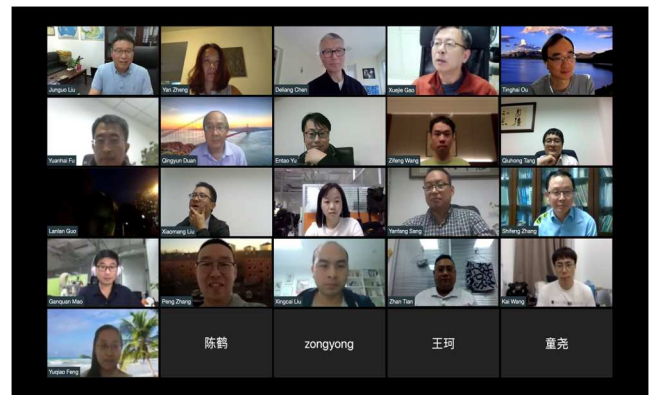 Junguo Liu
Yan Zheng
Deliang Chen
Xuejie Gao
Tinghai Ou
Yuanhai Fu
Qingyun Duan
Entao Yu
Zifeng Wang
Qiuhong Tang
Lanlan Guo
Xiaomang Liu
Yanfang Sang
Shifeng Zhang
Ganquan Mao
Peng Zhang
Xingcai Liu
Zhan Tian
Kai Wang
Yuqiao Feng
陈鹤
zongyong
王珂
童尧